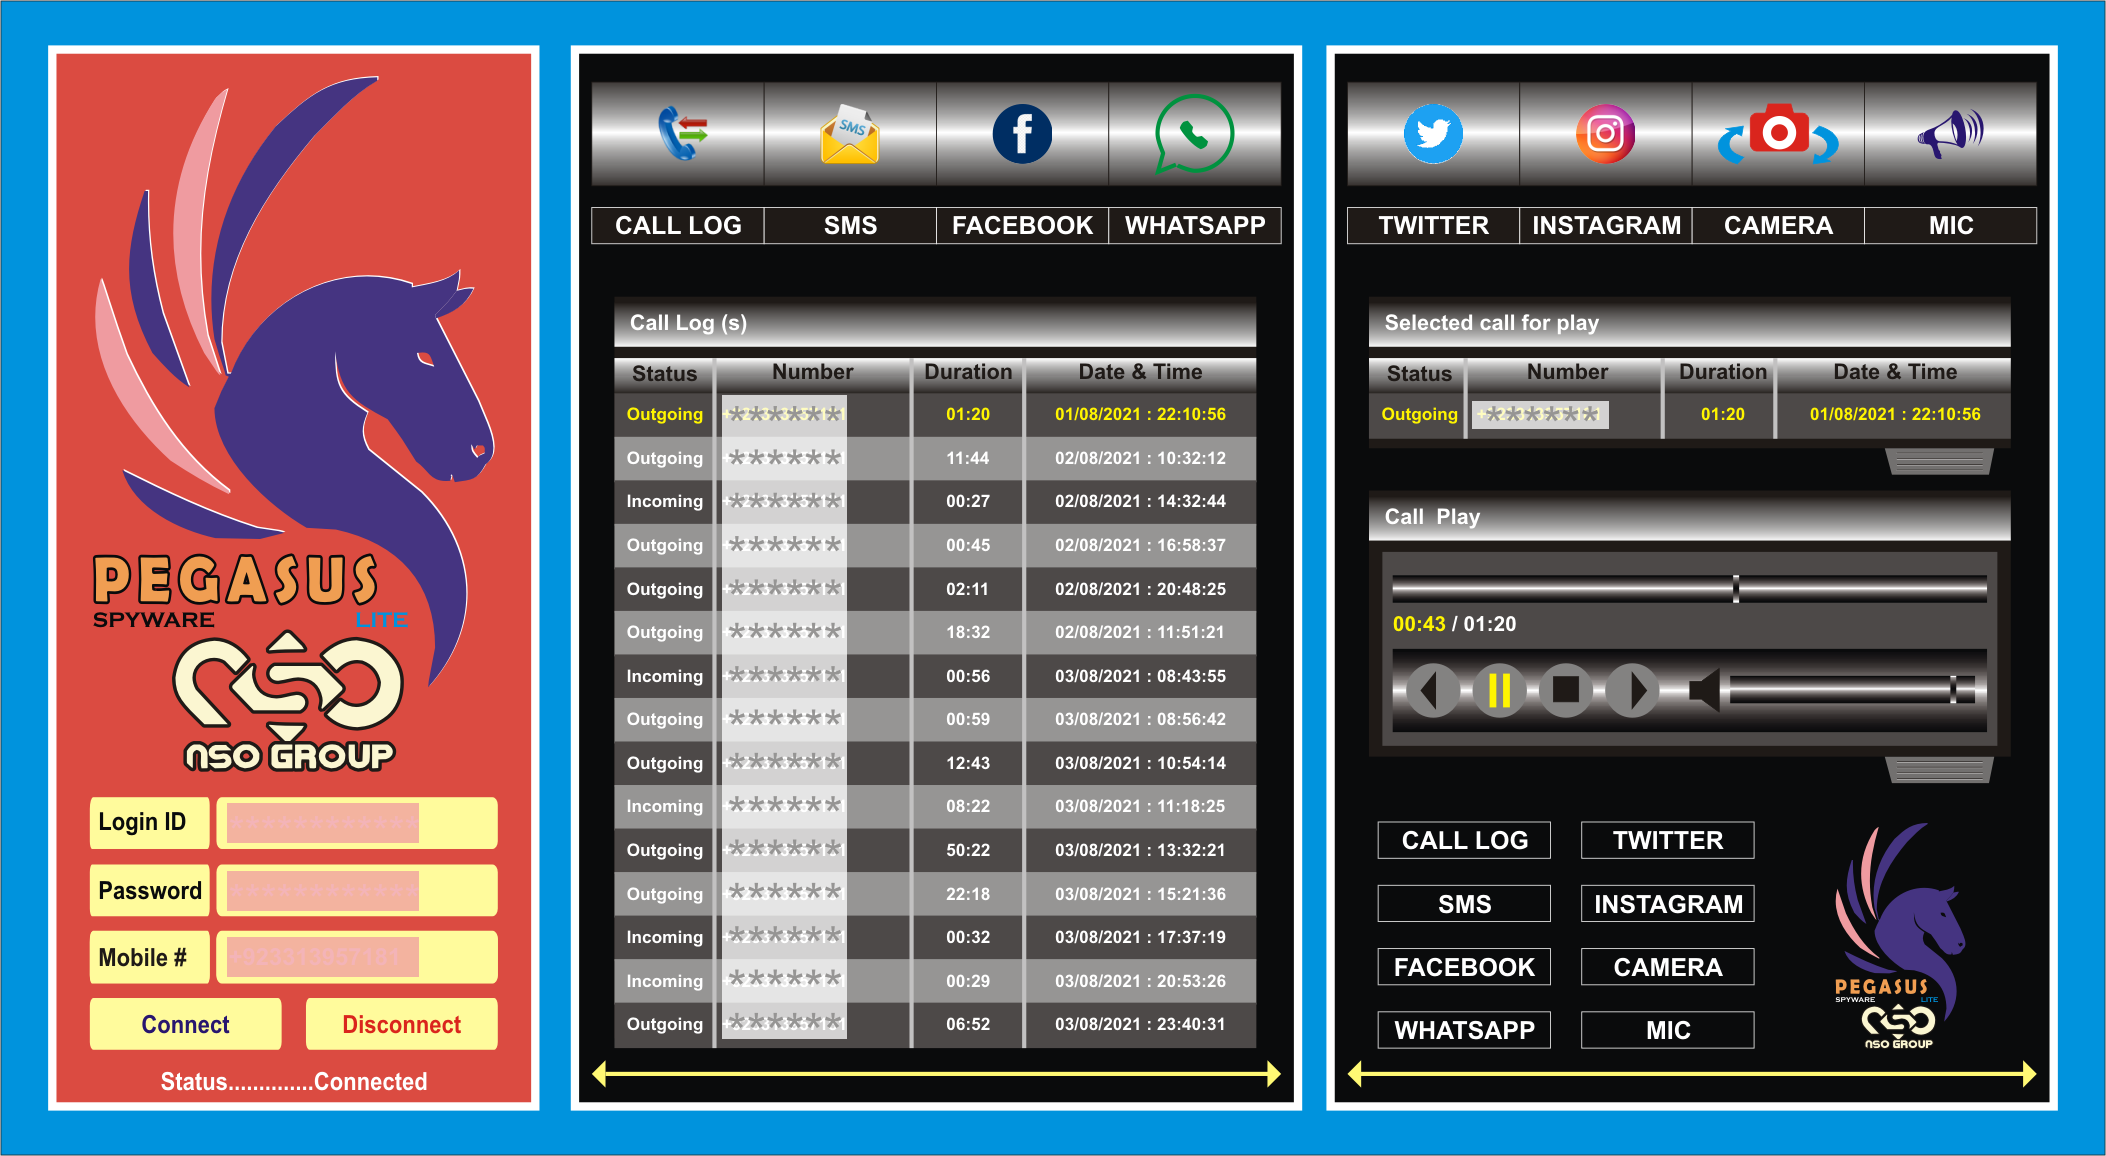 PEGASUS
SPYWARE LITE
NSO GROUP
Login ID
Password
Mobile #
Connect Disconnect
Status..............Connected
SMS
CALL LOG SMS FACEBOOK WHATSAPP
Call Log (s)
Status Number Duration Date & Time
Outgoing ****** 01:20 01/08/2021 : 22:10:56
Outgoing ****** 11:44 02/08/2021 : 10:32:12
Incoming ****** 00:27 02/08/2021 : 14:32:44
Outgoing ****** 00:45 02/08/2021 : 16:58:37
Outgoing ****** 02:11 02/08/2021 : 20:48:25
Outgoing ****** 18:32 02/08/2021 : 11:51:21
Incoming ****** 00:56 03/08/2021 : 08:43:55
Outgoing ****** 00:59 03/08/2021 : 08:56:42
Outgoing ****** 12:43 03/08/2021 : 10:54:14
Incoming ****** 08:22 03/08/2021 : 11:18:25
Outgoing ****** 50:22 03/08/2021 : 13:32:21
Outgoing ****** 22:18 03/08/2021 : 15:21:36
Incoming ****** 00:32 03/08/2021 : 17:37:19
Incoming ****** 00:29 03/08/2021 : 20:53:26
Outgoing ****** 06:52 03/08/2021 : 23:40:31
TWITTER INSTAGRAM CAMERA MIC
Selected call for play
Status Number Duration Date & Time
Outgoing ****** 01:20 01/08/2021 : 22:10:56
Call Play
00:43 / 01:20
CALL LOG TWITTER
SMS INSTAGRAM
FACEBOOK CAMERA
WHATSAPP MIC
PEGASUS
SPYWARE LITE
NSO GROUP